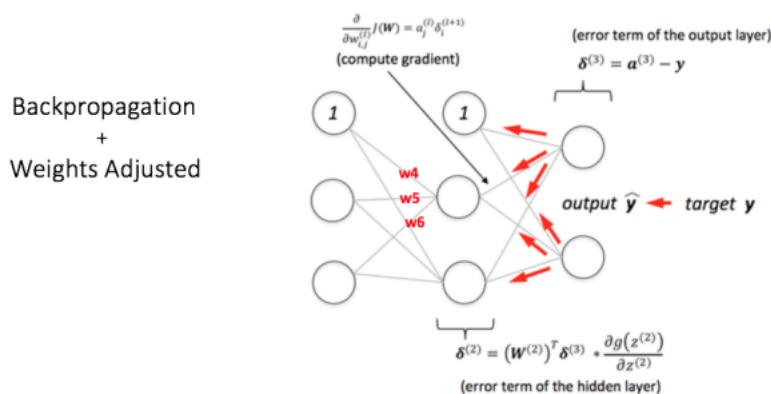 Backpropagation
+
Weights Adjusted
∂/∂w_{i,j}^{(l)} J(W) = a_j^{(l)} δ_i^{(l+1)}
(compute gradient)
(error term of the output layer)
δ^{(3)} = a^{(3)} − y
1
1
w4
w5
w6
output ŷ
target y
δ^{(2)} = (W^{(2)})^T δ^{(3)} * ∂g(z^{(2)})/∂z^{(2)}
(error term of the hidden layer)